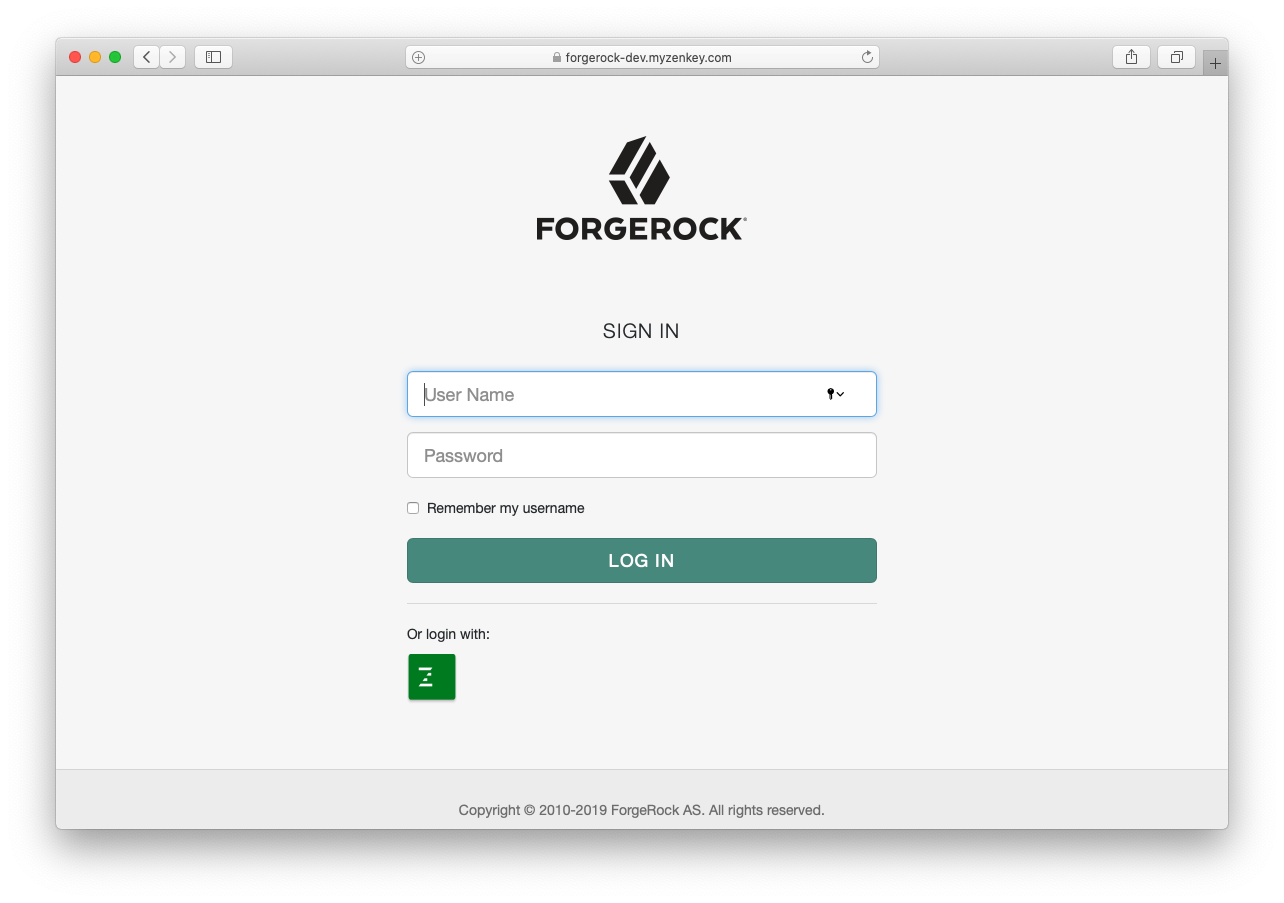 forgerock-dev.myzenkey.com
FORGEROCK
SIGN IN
User Name
Password
Remember my username
LOG IN
Or login with:
Copyright © 2010-2019 ForgeRock AS. All rights reserved.